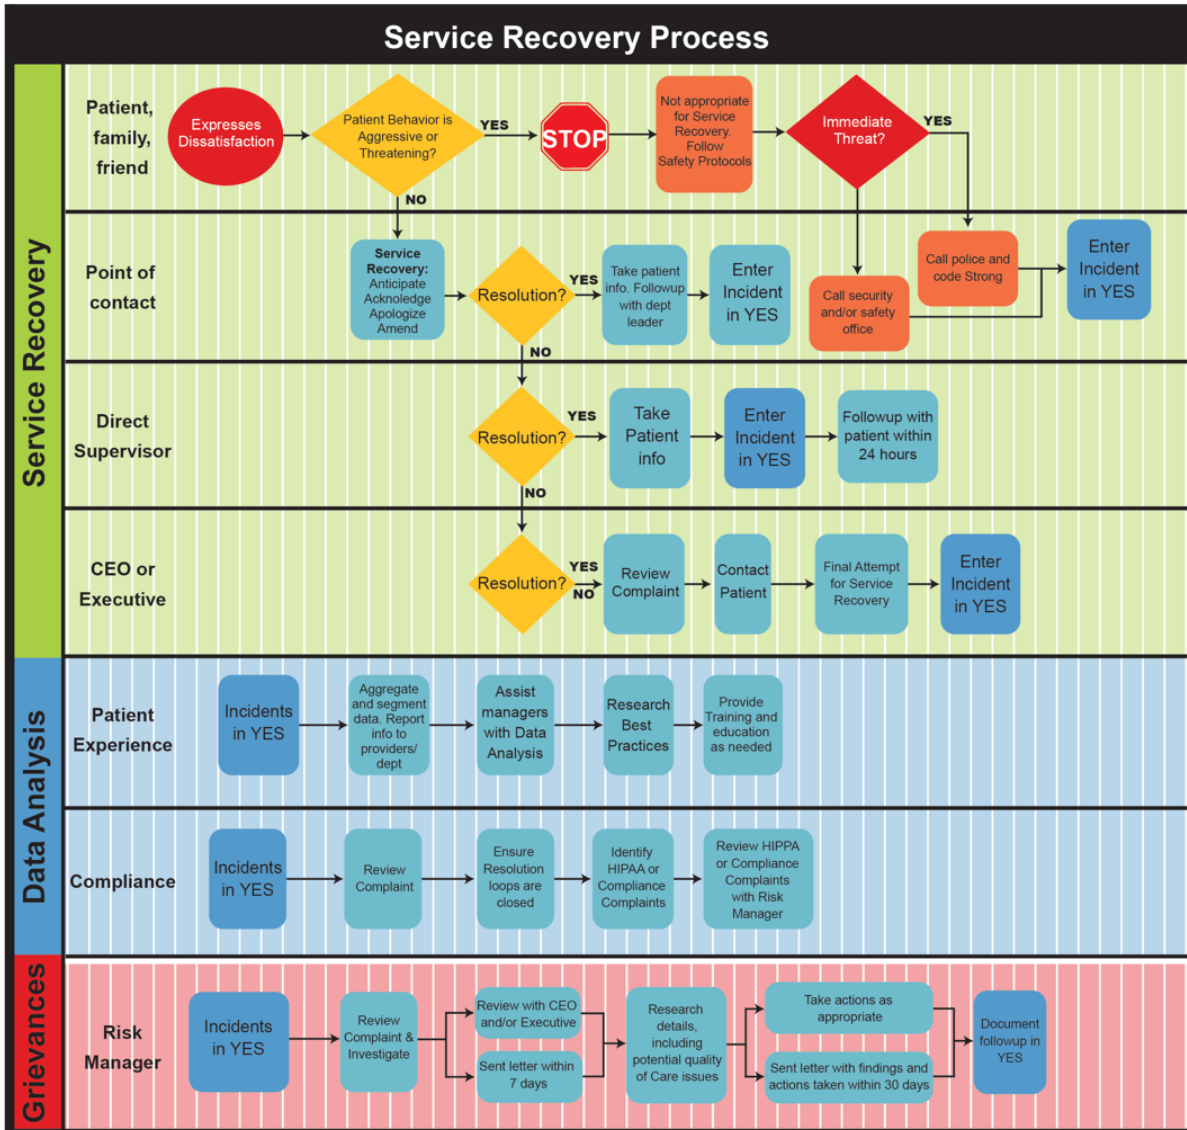 Service Recovery Process
Service Recovery
Patient,
family,
friend
Expresses
Dissatisfaction
Patient Behavior is
Aggressive or
Threatening?
YES
NO
STOP
Not appropriate
for Service
Recovery.
Follow
Safety Protocols
Immediate
Threat?
YES
Point of
contact
Service
Recovery:
Anticipate
Acknoledge
Apologize
Amend
Resolution?
YES
NO
Take patient
info. Followup
with dept
leader
Enter
Incident
in YES
Call security
and/or safety
office
Call police and
code Strong
Enter
Incident
in YES
Direct
Supervisor
Resolution?
YES
NO
Take
Patient
info
Enter
Incident
in YES
Followup with
patient within
24 hours
CEO or
Executive
Resolution?
YES
NO
Review
Complaint
Contact
Patient
Final Attempt
for Service
Recovery
Enter
Incident
in YES
Data Analysis
Patient
Experience
Incidents
in YES
Aggregate
and segment
data. Report
info to
providers/
dept
Assist
managers
with Data
Analysis
Research
Best
Practices
Provide
Training and
education
as needed
Compliance
Incidents
in YES
Review
Complaint
Ensure
Resolution
loops are
closed
Identify
HIPAA or
Compliance
Complaints
Review HIPPA
or Compliance
Complaints
with Risk
Manager
Grievances
Risk
Manager
Incidents
in YES
Review
Complaint &
Investigate
Review with CEO
and/or Executive
Sent letter within
7 days
Research
details,
including
potential quality
of Care issues
Take actions as
appropriate
Sent letter with findings and
actions taken within 30 days
Document
followup in
YES